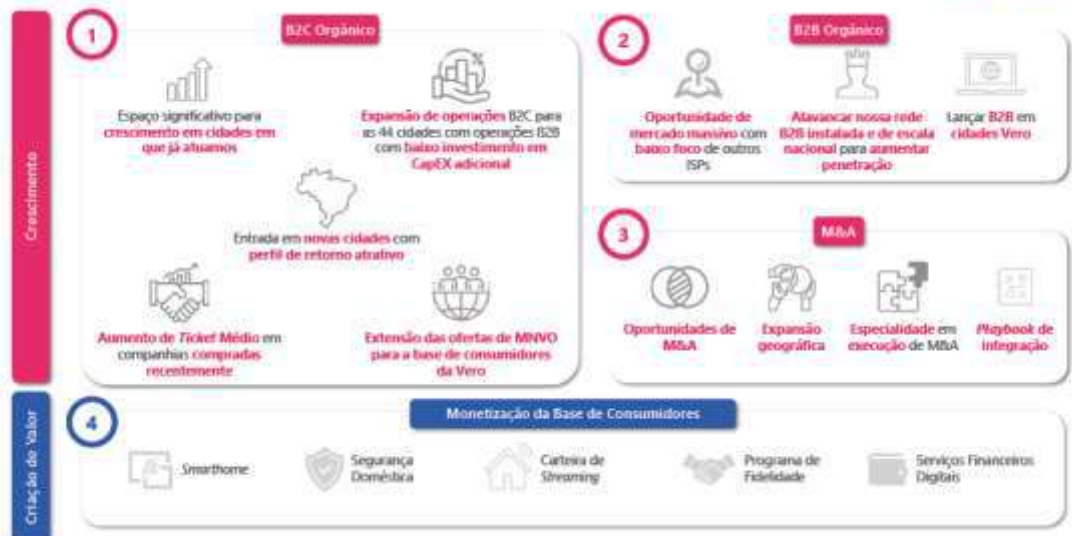 Crescimento
1
B2C Orgânico
Espaço significativo para
crescimento em cidades em
que já atuamos
Expansão de operações B2C para
as 44 cidades com operações B2B
com baixo investimento em
CapEX adicional
Entrada em novas cidades com
perfil de retorno atrativo
Aumento de Ticket Médio em
companhias compradas
recentemente
Extensão das ofertas de MNVO
para a base de consumidores
da Vero
2
B2B Orgânico
Oportunidade de
mercado massivo com
baixo foco de outros
ISPs
Alavancar nossa rede
B2B instalada e de escala
nacional para aumentar
penetração
Lançar B2B em
cidades Vero
3
M&A
Oportunidades de
M&A
Expansão
geográfica
Especialidade em
execução de M&A
Playbook de
integração
Criação de Valor
4
Monetização da Base de Consumidores
Smarthome
Segurança
Doméstica
Carteira de
Streaming
Programa de
Fidelidade
Serviços Financeiros
Digitais